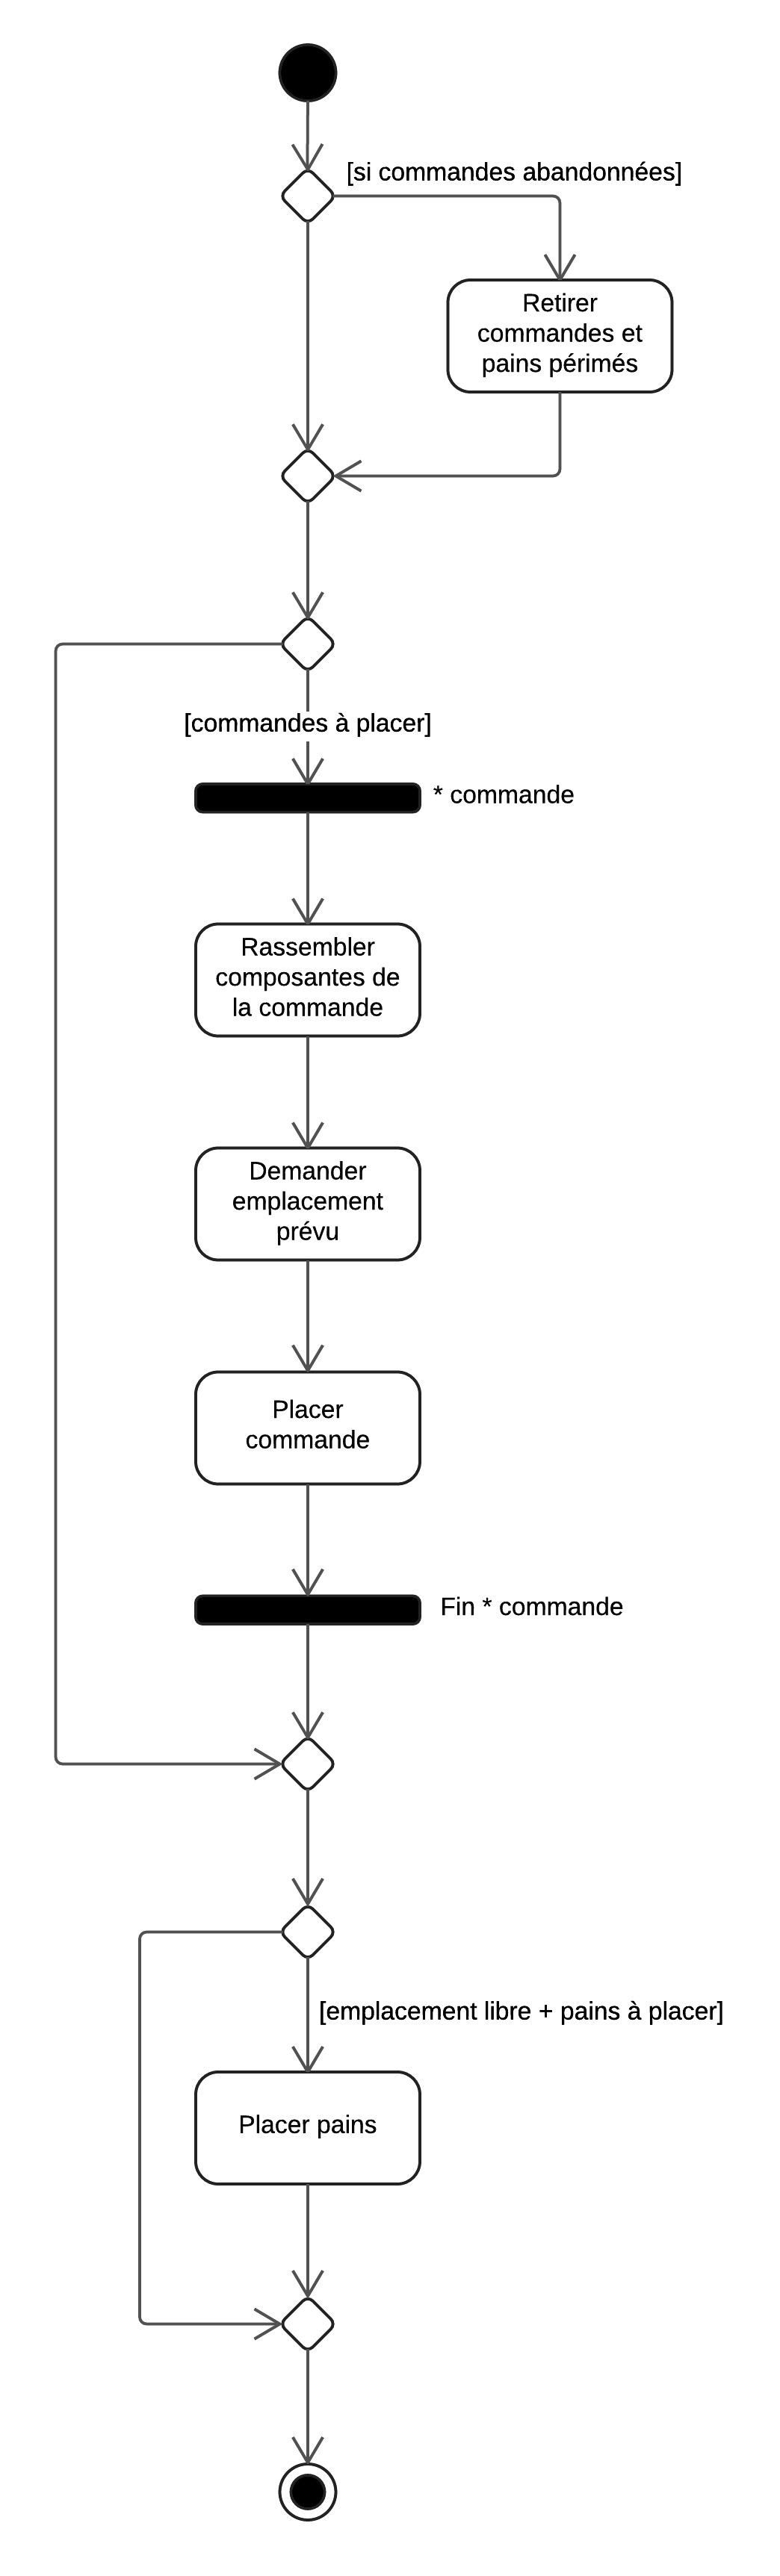 [si commandes abandonnées]
Retirer
commandes et
pains périmés
[commandes à placer]
* commande
Rassembler
composantes de
la commande
Demander
emplacement
prévu
Placer
commande
Fin * commande
[emplacement libre + pains à placer]
Placer pains